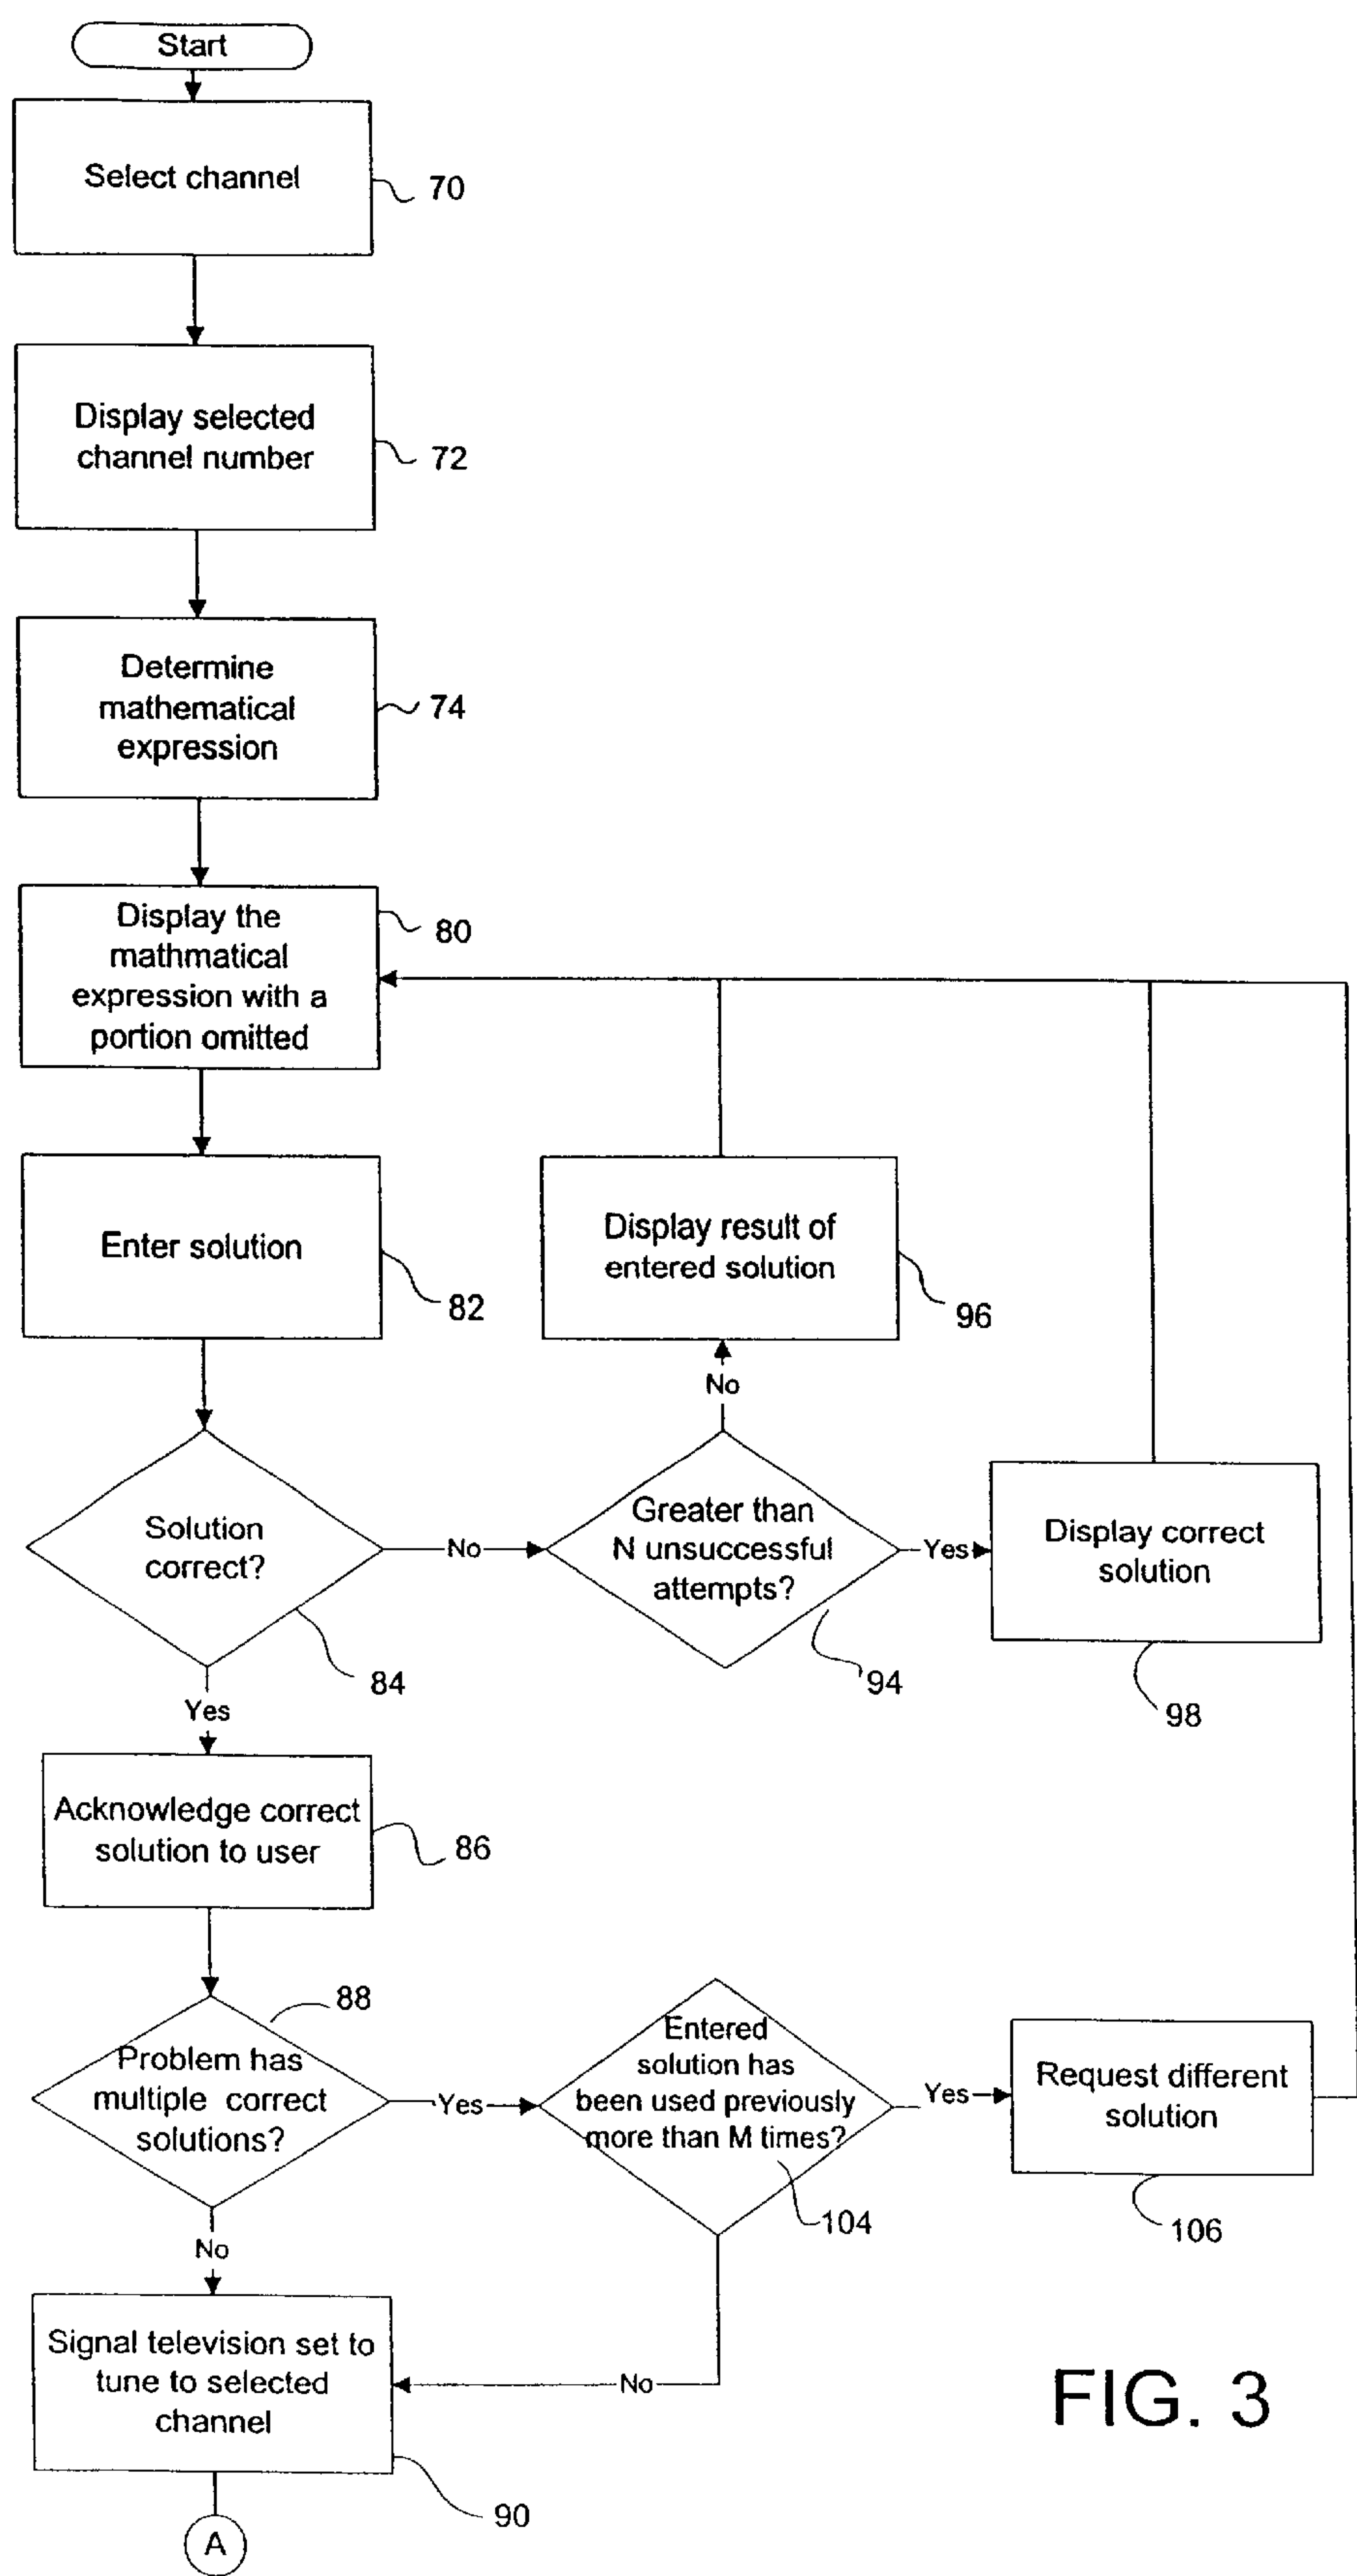 Start
Select channel
70
Display selected
channel number
72
Determine
mathematical
expression
74
Display the
mathmatical
expression with a
portion omitted
80
Enter solution
82
Display result of
entered solution
96
No
Solution
correct?
84
No
Greater than
N unsuccessful
attempts?
94
Yes
Display correct
solution
98
Yes
Acknowledge correct
solution to user
86
88
Problem has
multiple correct
solutions?
Yes
Entered
solution has
been used previously
more than M times?
104
Yes
Request different
solution
106
No
Signal television set to
tune to selected
channel
90
No
A
FIG. 3